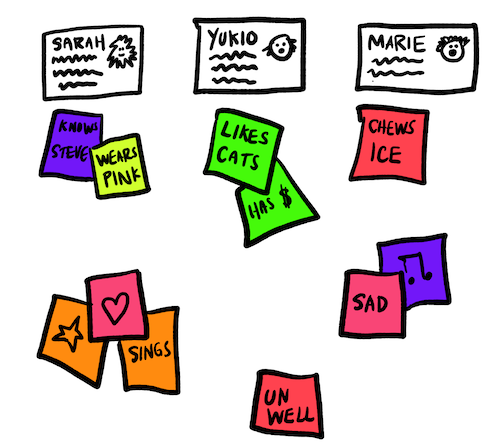 SARAH
YUKIO
MARIE
KNOWS
STEVE
WEARS
PINK
LIKES
CATS
HAS $
CHEWS
ICE
SAD
SINGS
UN
WELL